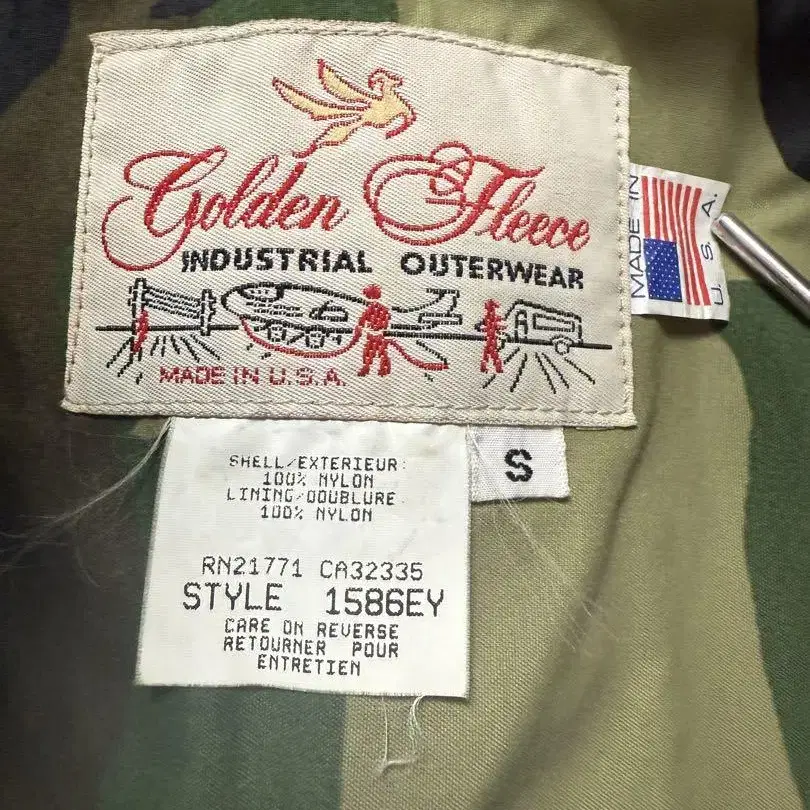 Golden Fleece
INDUSTRIAL OUTERWEAR
MADE IN U.S.A.
MADE IN
U. S. A.
S
SHELL/EXTERIEUR:
100% NYLON
LINING/DOUBLURE
100% NYLON
RN21771 CA32335
STYLE 1586EY
CARE ON REVERSE
RETOURNER POUR
ENTRETIEN